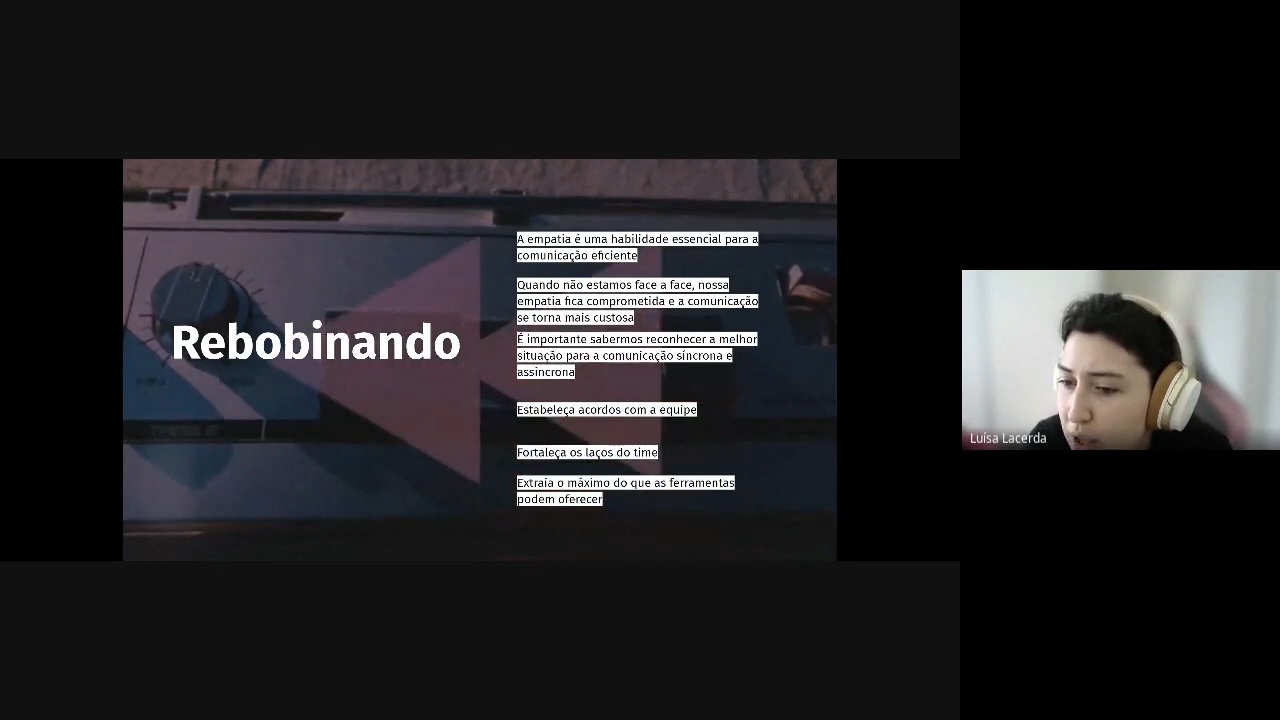 Rebobinando
A empatia é uma habilidade essencial para a
comunicação eficiente
Quando não estamos face a face, nossa
empatia fica comprometida e a comunicação
se torna mais custosa
É importante sabermos reconhecer a melhor
situação para a comunicação síncrona e
assincrona
Estabeleça acordos com a equipe
Fortaleça os laços do time
Extraia o máximo do que as ferramentas
podem oferecer
Luísa Lacerda